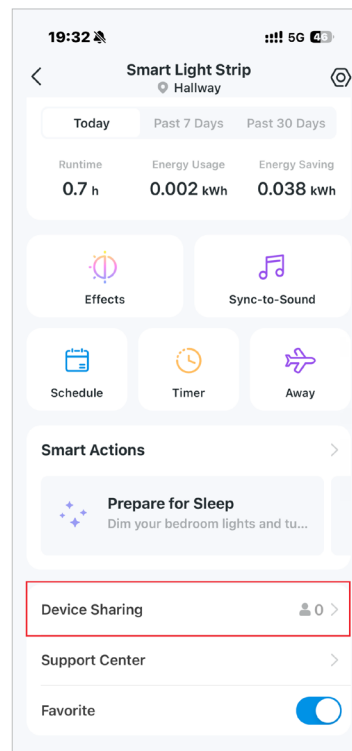 19:32 5G 46
Smart Light Strip
Hallway
Today Past 7 Days Past 30 Days
Runtime Energy Usage Energy Saving
0.7 h 0.002 kWh 0.038 kWh
Effects Sync-to-Sound
Schedule Timer Away
Smart Actions
Prepare for Sleep
Dim your bedroom lights and tu...
Device Sharing 0
Support Center
Favorite